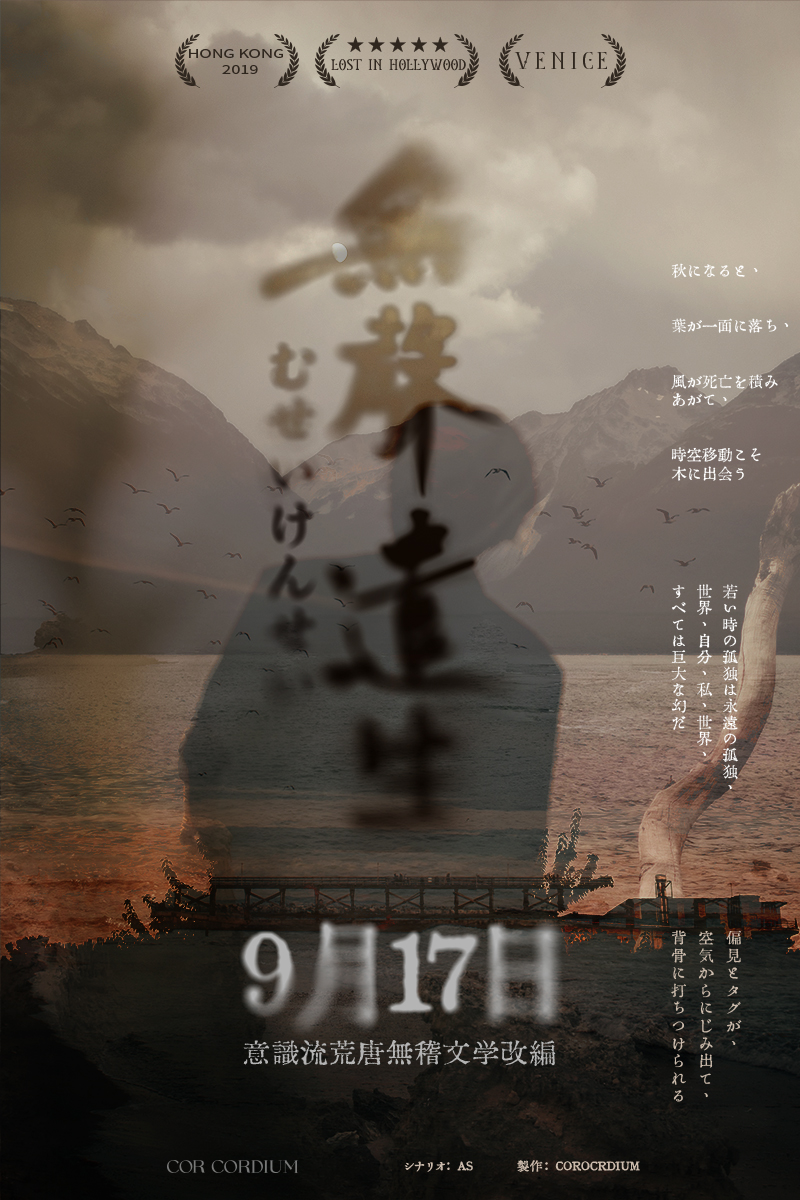 HONG KONG
2019
★★★★★
LOST IN HOLLYWOOD
VENICE
無
遣生
むせいけんせい
秋になると、
葉が一面に落ち、
風が死亡を積み
あがて、
時空移動こそ
木に出会う
若い時の孤独は永遠の孤独、
世界、自分、私、世界、
すべては巨大な幻だ
偏見とタグが、
空気からにじみ出て、
背骨に打ちつけられる
9月17日
意識流荒唐無稽文学改編
COR CORDIUM
シナリオ: AS
製作: COROCRDIUM